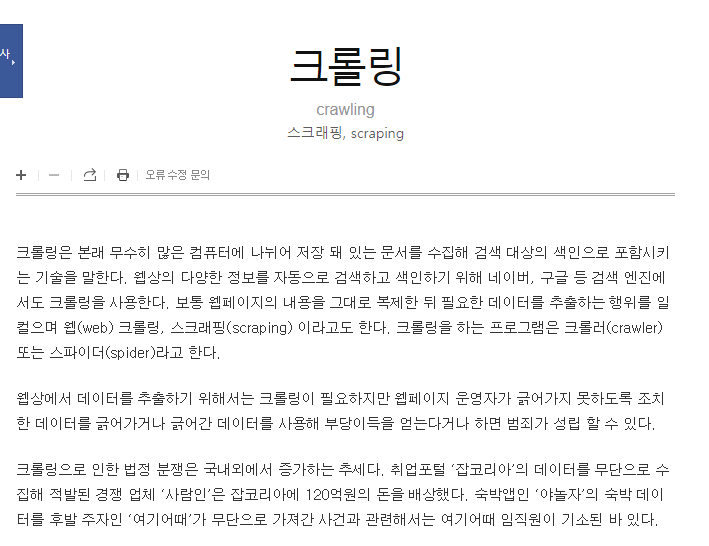 사
크롤링
crawling
스크래핑, scraping
오류 수정 문의
크롤링은 본래 무수히 많은 컴퓨터에 나뉘어 저장 돼 있는 문서를 수집해 검색 대상의 색인으로 포함시키
는 기술을 말한다. 웹상의 다양한 정보를 자동으로 검색하고 색인하기 위해 네이버, 구글 등 검색 엔진에
서도 크롤링을 사용한다. 보통 웹페이지의 내용을 그대로 복제한 뒤 필요한 데이터를 추출하는 행위를 일
컬으며 웹(web) 크롤링, 스크래핑(scraping) 이라고도 한다. 크롤링을 하는 프로그램은 크롤러(crawler)
또는 스파이더(spider)라고 한다.
웹상에서 데이터를 추출하기 위해서는 크롤링이 필요하지만 웹페이지 운영자가 긁어가지 못하도록 조치
한 데이터를 긁어가거나 긁어간 데이터를 사용해 부당이득을 얻는다거나 하면 범죄가 성립 할 수 있다.
크롤링으로 인한 법정 분쟁은 국내외에서 증가하는 추세다. 취업포털 ‘잡코리아’의 데이터를 무단으로 수
집해 적발된 경쟁 업체 ‘사람인’은 잡코리아에 120억원의 돈을 배상했다. 숙박앱인 ‘야놀자’의 숙박 데이
터를 후발 주자인 ‘여기어때’가 무단으로 가져간 사건과 관련해서는 여기어때 임직원이 기소된 바 있다.